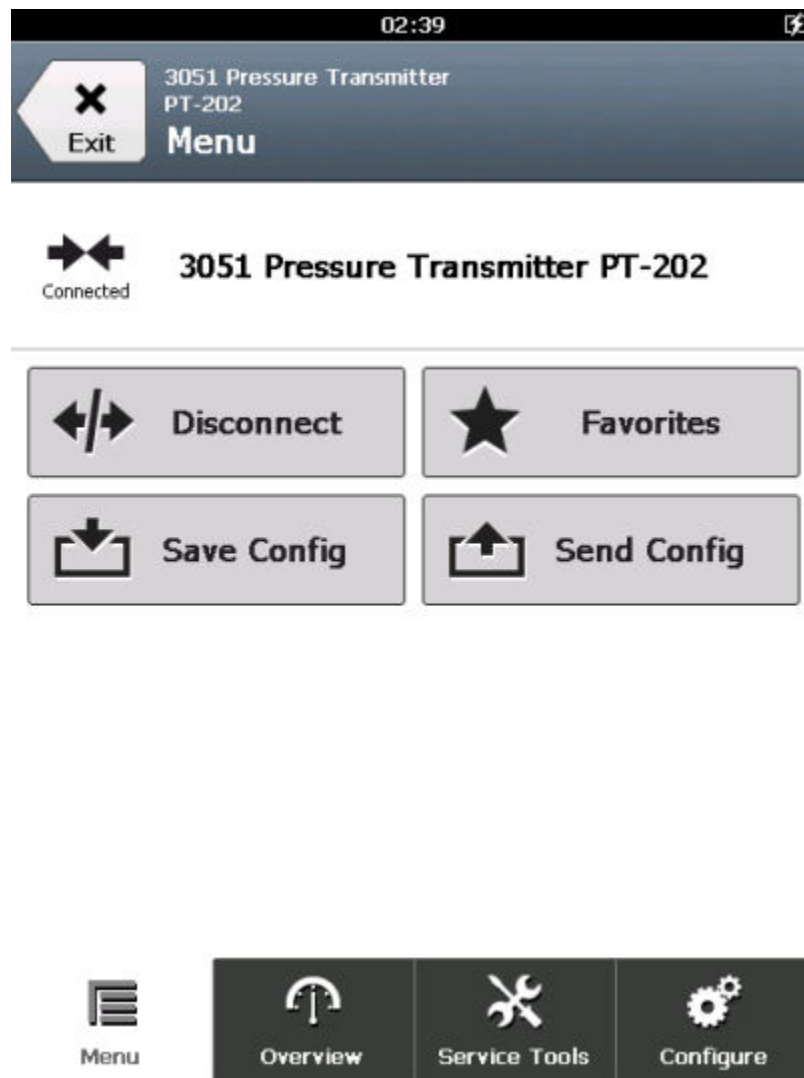 02:39
3051 Pressure Transmitter
PT-202
Exit
Menu
Connected
3051 Pressure Transmitter PT-202
Disconnect
Favorites
Save Config
Send Config
Menu
Overview
Service Tools
Configure